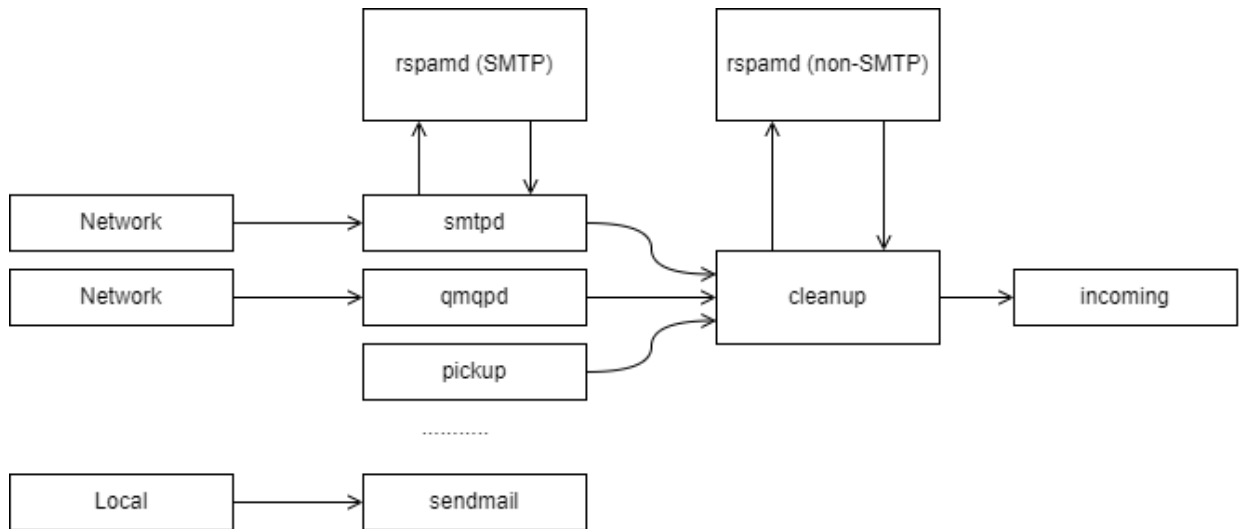 rspamd (SMTP)
rspamd (non-SMTP)
Network
smtpd
Network
qmqpd
cleanup
incoming
pickup
Local
sendmail